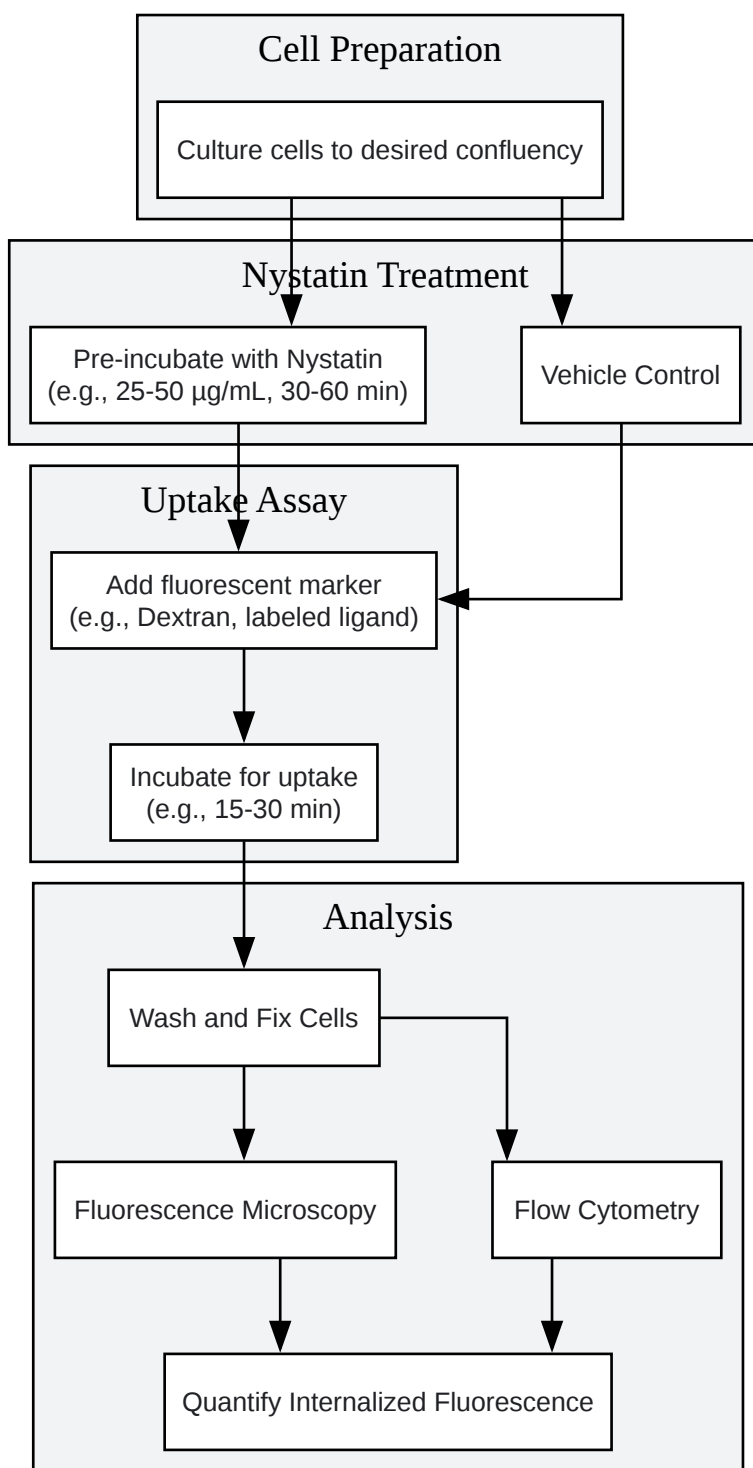 Cell Preparation
Culture cells to desired confluency
Nystatin Treatment
Pre-incubate with Nystatin
(e.g., 25-50 µg/mL, 30-60 min)
Vehicle Control
Uptake Assay
Add fluorescent marker
(e.g., Dextran, labeled ligand)
Incubate for uptake
(e.g., 15-30 min)
Analysis
Wash and Fix Cells
Fluorescence Microscopy
Flow Cytometry
Quantify Internalized Fluorescence